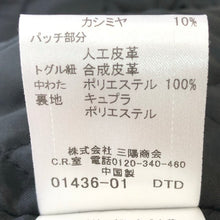 カシミヤ 10%
パッチ部分
人工皮革
トグル紐 合成皮革
中わた ポリエステル 100%
裏地 キュプラ
ポリエステル
株式会社 三陽商会
C.R.室 電話0120-340-460
中国製
01436-01 DTD